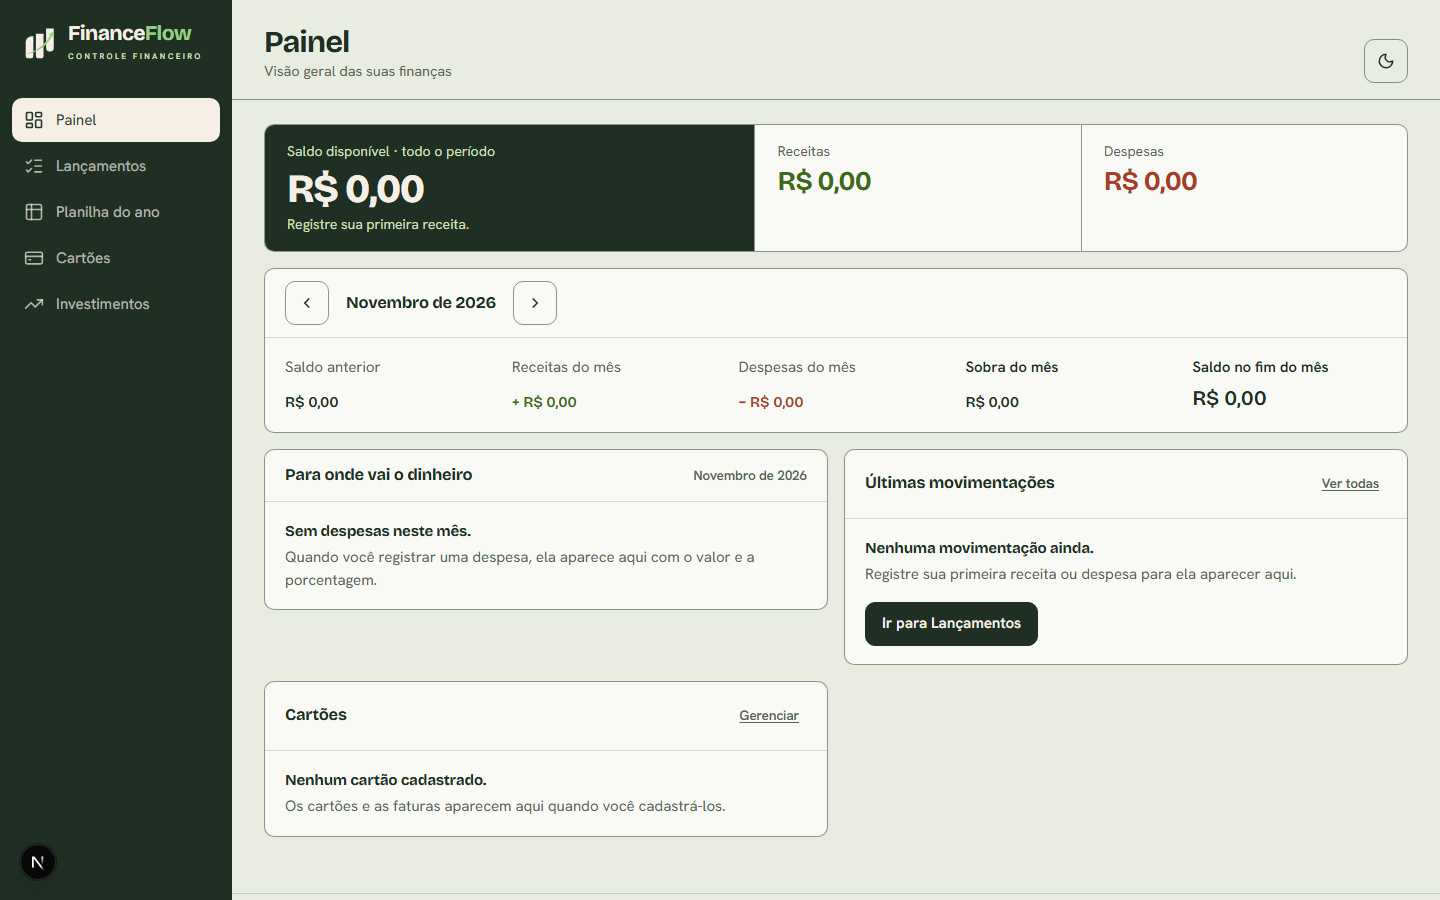 FinanceFlow
CONTROLE FINANCEIRO
Painel
Lançamentos
Planilha do ano
Cartões
Investimentos
Painel
Visão geral das suas finanças
Saldo disponível · todo o período
R$ 0,00
Registre sua primeira receita.
Receitas
R$ 0,00
Despesas
R$ 0,00
Novembro de 2026
Saldo anterior
R$ 0,00
Receitas do mês
+ R$ 0,00
Despesas do mês
− R$ 0,00
Sobra do mês
R$ 0,00
Saldo no fim do mês
R$ 0,00
Para onde vai o dinheiro
Novembro de 2026
Sem despesas neste mês.
Quando você registrar uma despesa, ela aparece aqui com o valor e a
porcentagem.
Últimas movimentações
Ver todas
Nenhuma movimentação ainda.
Registre sua primeira receita ou despesa para ela aparecer aqui.
Ir para Lançamentos
Cartões
Gerenciar
Nenhum cartão cadastrado.
Os cartões e as faturas aparecem aqui quando você cadastrá-los.
N